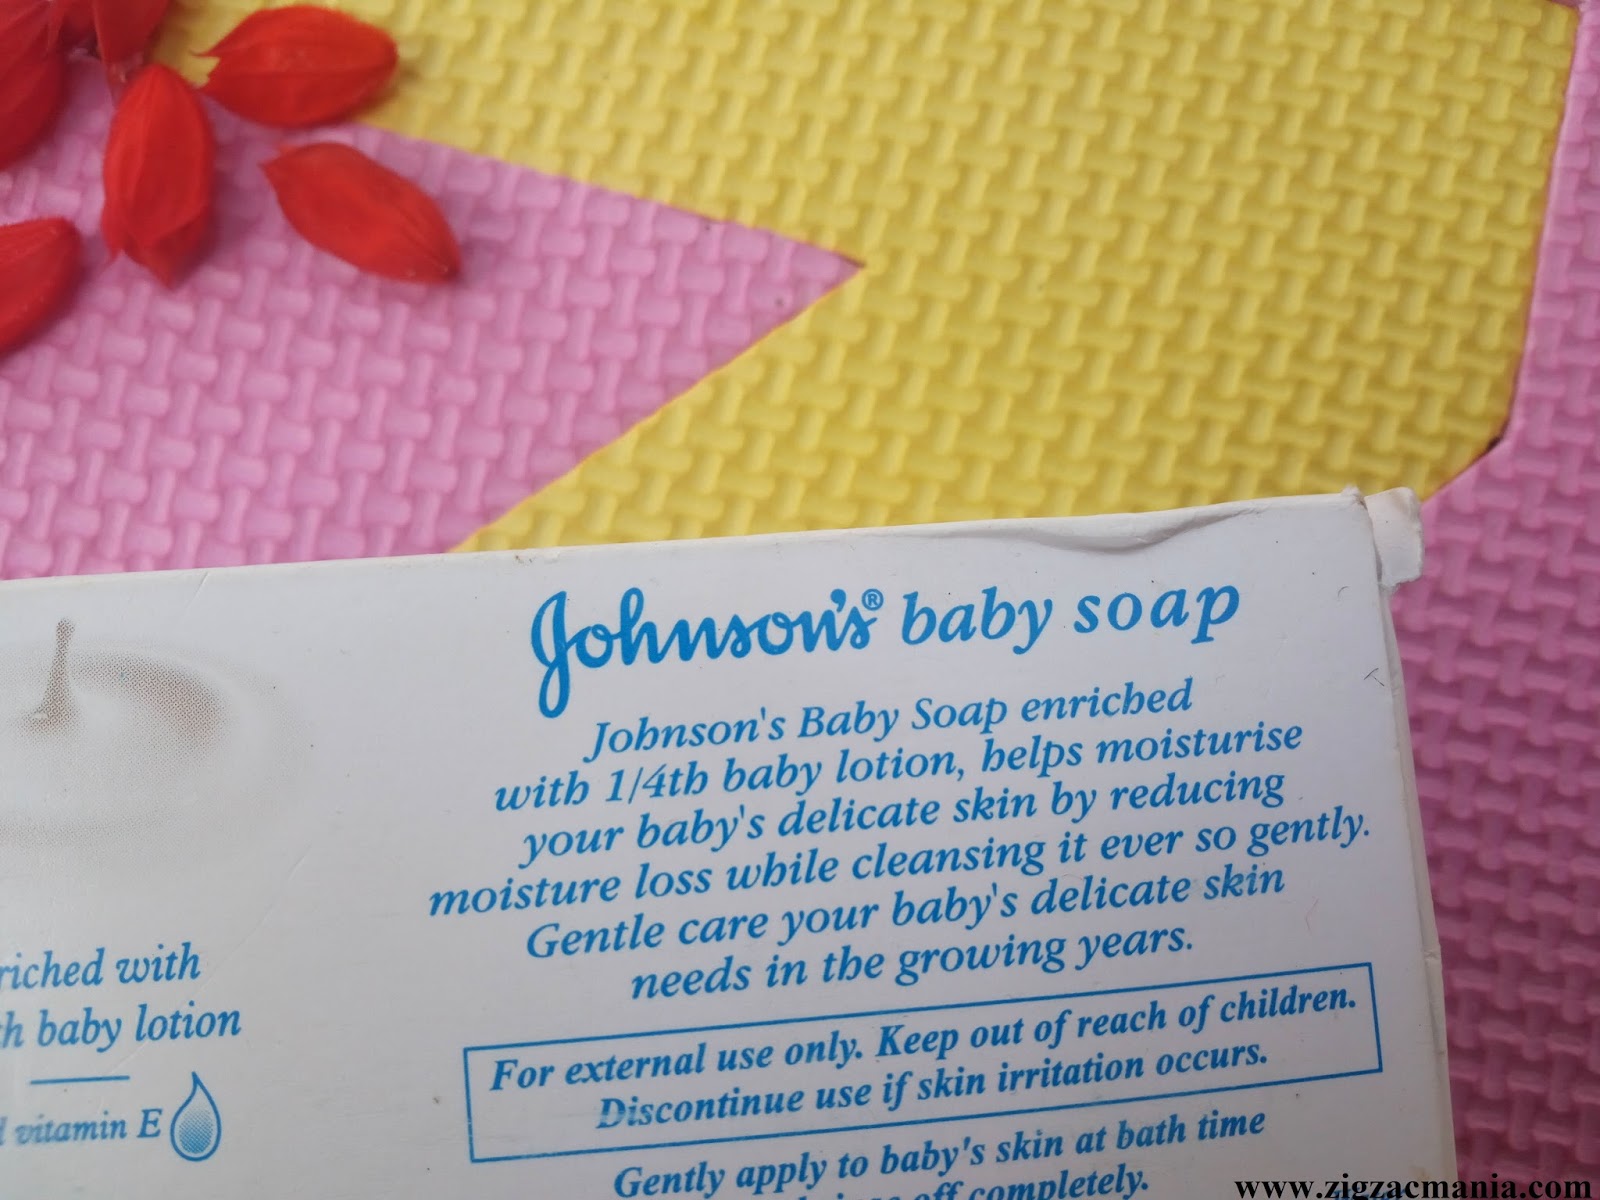 Johnson's® baby soap
Johnson's Baby Soap enriched
with 1/4th baby lotion, helps moisturise
your baby's delicate skin by reducing
moisture loss while cleansing it ever so gently.
Gentle care your baby's delicate skin
needs in the growing years.
For external use only. Keep out of reach of children.
Discontinue use if skin irritation occurs.
Gently apply to baby's skin at bath time
off completely.
riched with
h baby lotion
vitamin E
www.zigzacmania.com